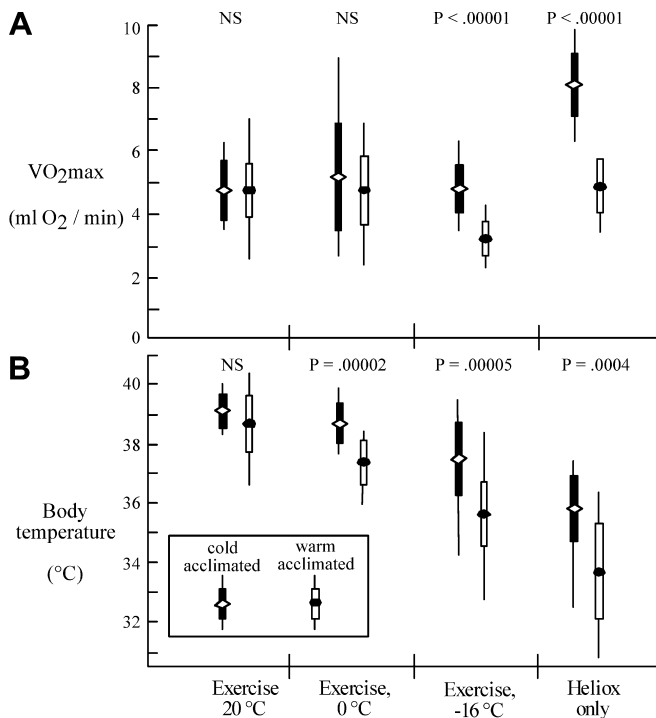 A
NS NS P < .00001 P < .00001
10
8
6
4
2
0
VO2max
(ml O2 / min)
B
NS P = .00002 P = .00005 P = .0004
40
38
36
34
32
Body
temperature
(°C)
cold warm
acclimated acclimated
Exercise Exercise, Exercise, Heliox
20 °C 0 °C -16 °C only